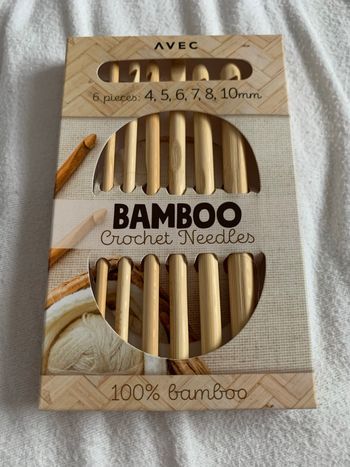 AVEC
6 pieces: 4, 5, 6, 7, 8, 10mm
BAMBOO
Crochet Needles
100% bamboo